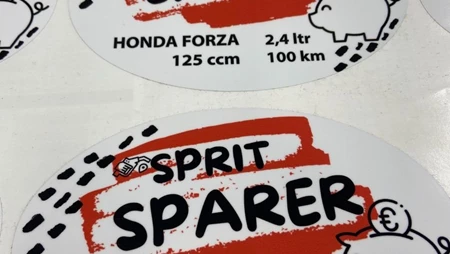 HONDA FORZA 2,4 ltr
125 ccm 100 km
SPRIT
SPARER
€